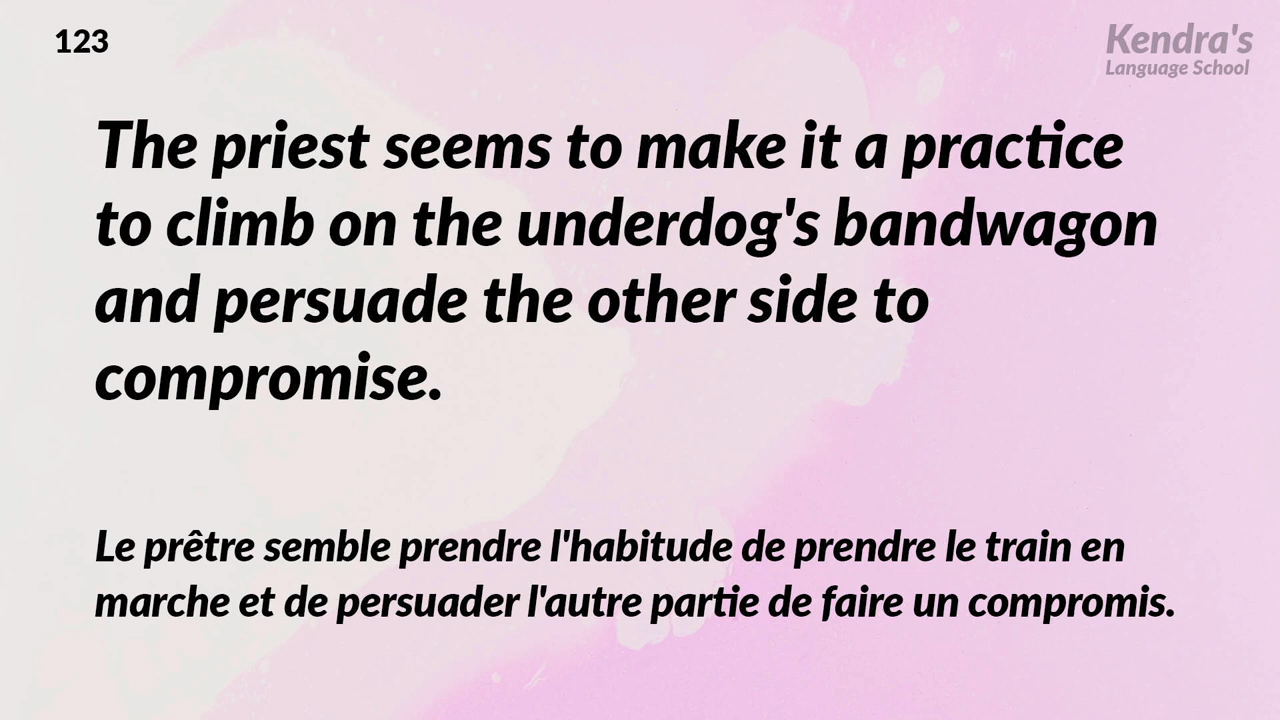 123
Kendra's
Language School
The priest seems to make it a practice
to climb on the underdog's bandwagon
and persuade the other side to
compromise.
Le prêtre semble prendre l'habitude de prendre le train en
marche et de persuader l'autre partie de faire un compromis.